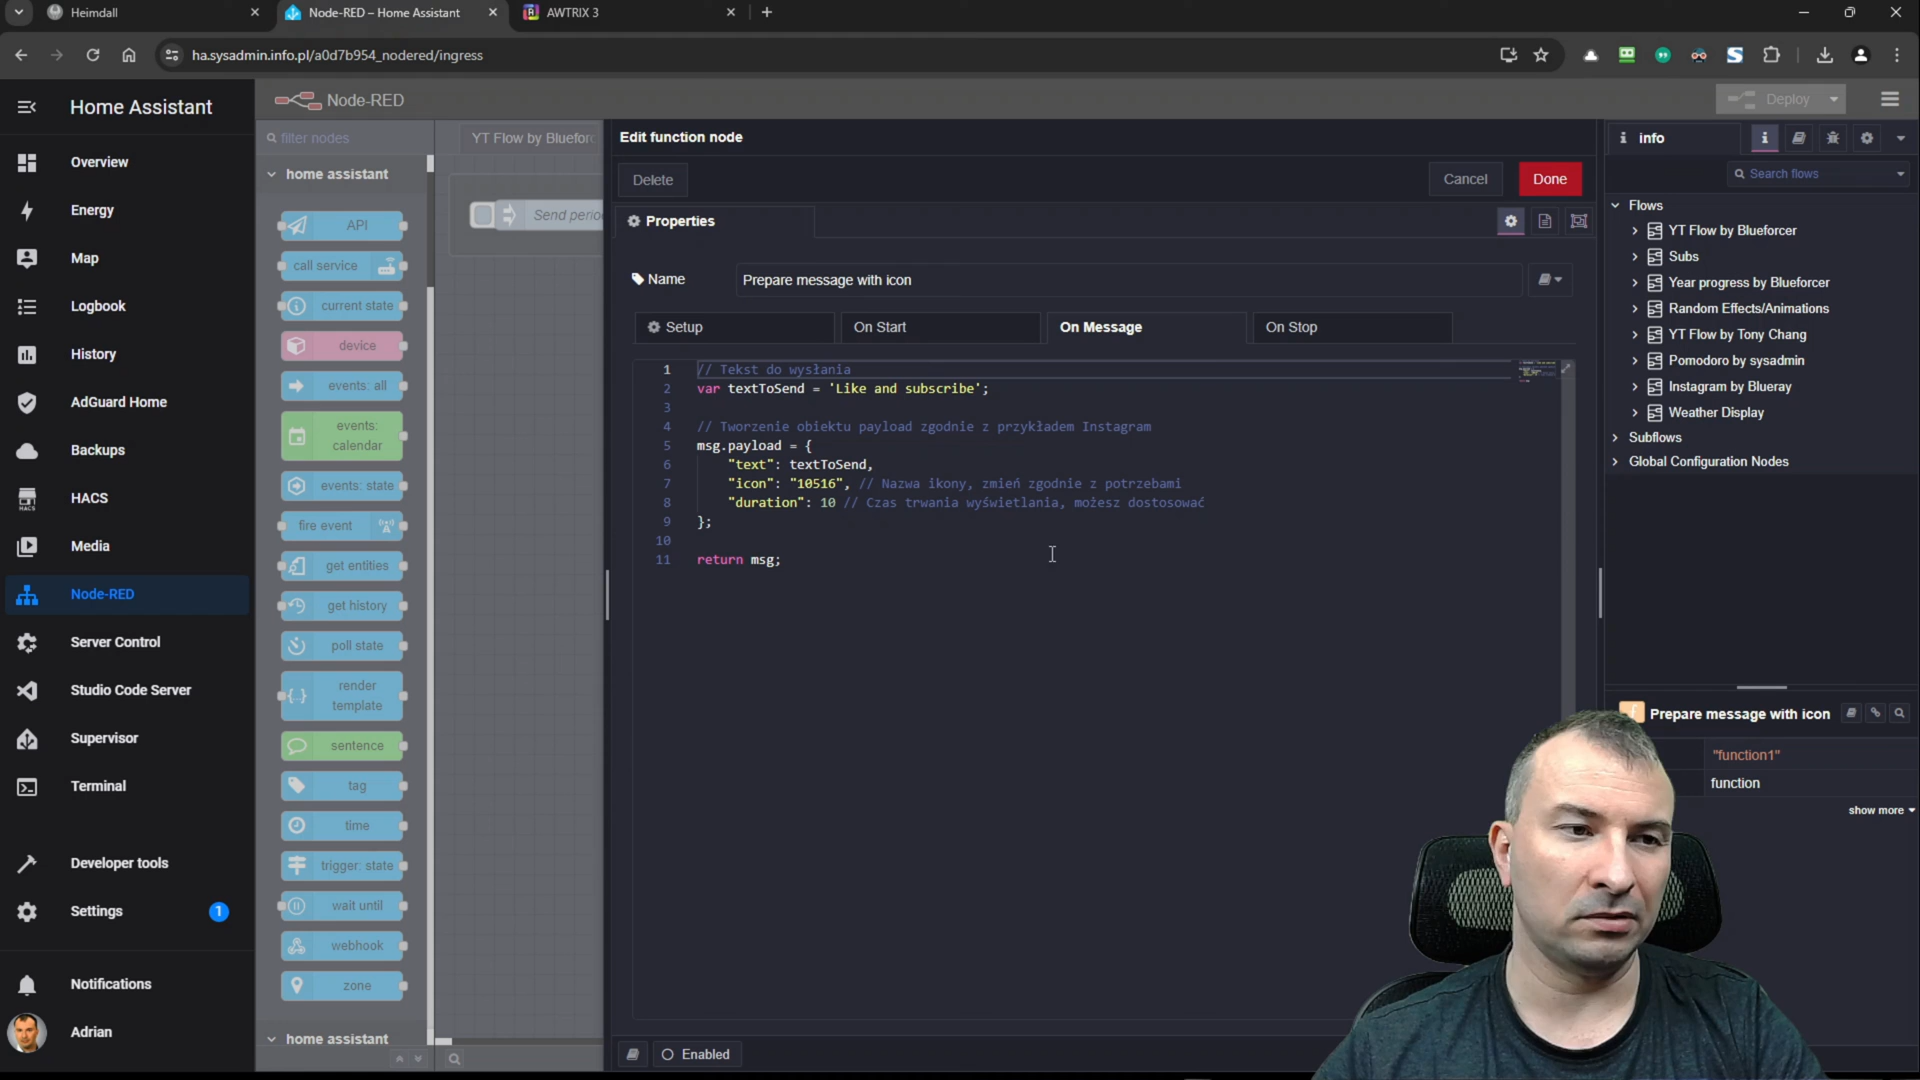 Heimdall
Node-RED – Home Assistant
AWTRIX 3
ha.sysadmin.info.pl/a0d7b954_nodered/ingress
Home Assistant
Overview
Energy
Map
Logbook
History
AdGuard Home
Backups
HACS
Media
Node-RED
Server Control
Studio Code Server
Supervisor
Terminal
Developer tools
Settings
1
Notifications
Adrian
Node-RED
Deploy
filter nodes
home assistant
API
call service
current state
device
events: all
events: calendar
events: state
fire event
get entities
get history
poll state
render template
sentence
tag
time
trigger: state
wait until
webhook
zone
home assistant
YT Flow by Blueforc
Send perio
Edit function node
Delete
Cancel
Done
Properties
Name
Prepare message with icon
Setup
On Start
On Message
On Stop
1 // Tekst do wysłania
2 var textToSend = 'Like and subscribe';
3
4 // Tworzenie obiektu payload zgodnie z przykładem Instagram
5 msg.payload = {
6 "text": textToSend,
7 "icon": "10516", // Nazwa ikony, zmień zgodnie z potrzebami
8 "duration": 10 // Czas trwania wyświetlania, możesz dostosować
9 };
10
11 return msg;
Enabled
info
Search flows
Flows
YT Flow by Blueforcer
Subs
Year progress by Blueforcer
Random Effects/Animations
YT Flow by Tony Chang
Pomodoro by sysadmin
Instagram by Blueray
Weather Display
Subflows
Global Configuration Nodes
Prepare message with icon
"function1"
function
show more